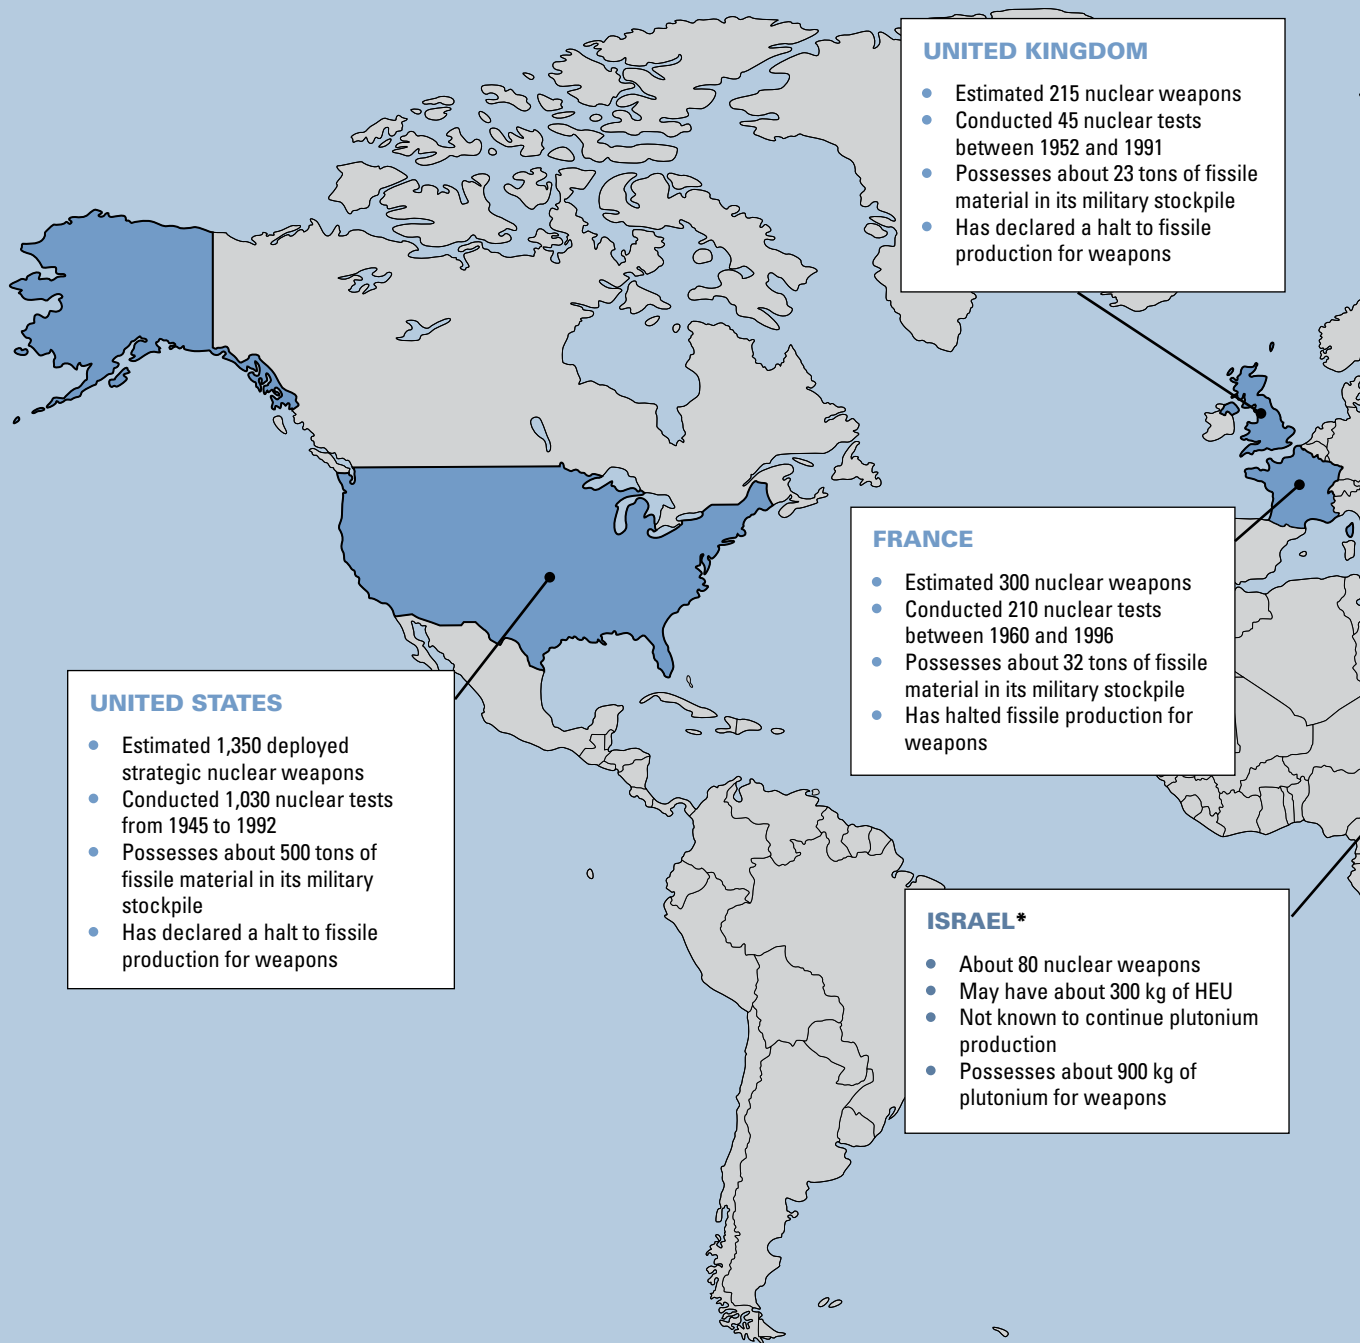 UNITED KINGDOM
• Estimated 215 nuclear weapons
• Conducted 45 nuclear tests
between 1952 and 1991
• Possesses about 23 tons of fissile
material in its military stockpile
• Has declared a halt to fissile
production for weapons
FRANCE
• Estimated 300 nuclear weapons
• Conducted 210 nuclear tests
between 1960 and 1996
• Possesses about 32 tons of fissile
material in its military stockpile
• Has halted fissile production for
weapons
UNITED STATES
• Estimated 1,350 deployed
strategic nuclear weapons
• Conducted 1,030 nuclear tests
from 1945 to 1992
• Possesses about 500 tons of
fissile material in its military
stockpile
• Has declared a halt to fissile
production for weapons
ISRAEL*
• About 80 nuclear weapons
• May have about 300 kg of HEU
• Not known to continue plutonium
production
• Possesses about 900 kg of
plutonium for weapons